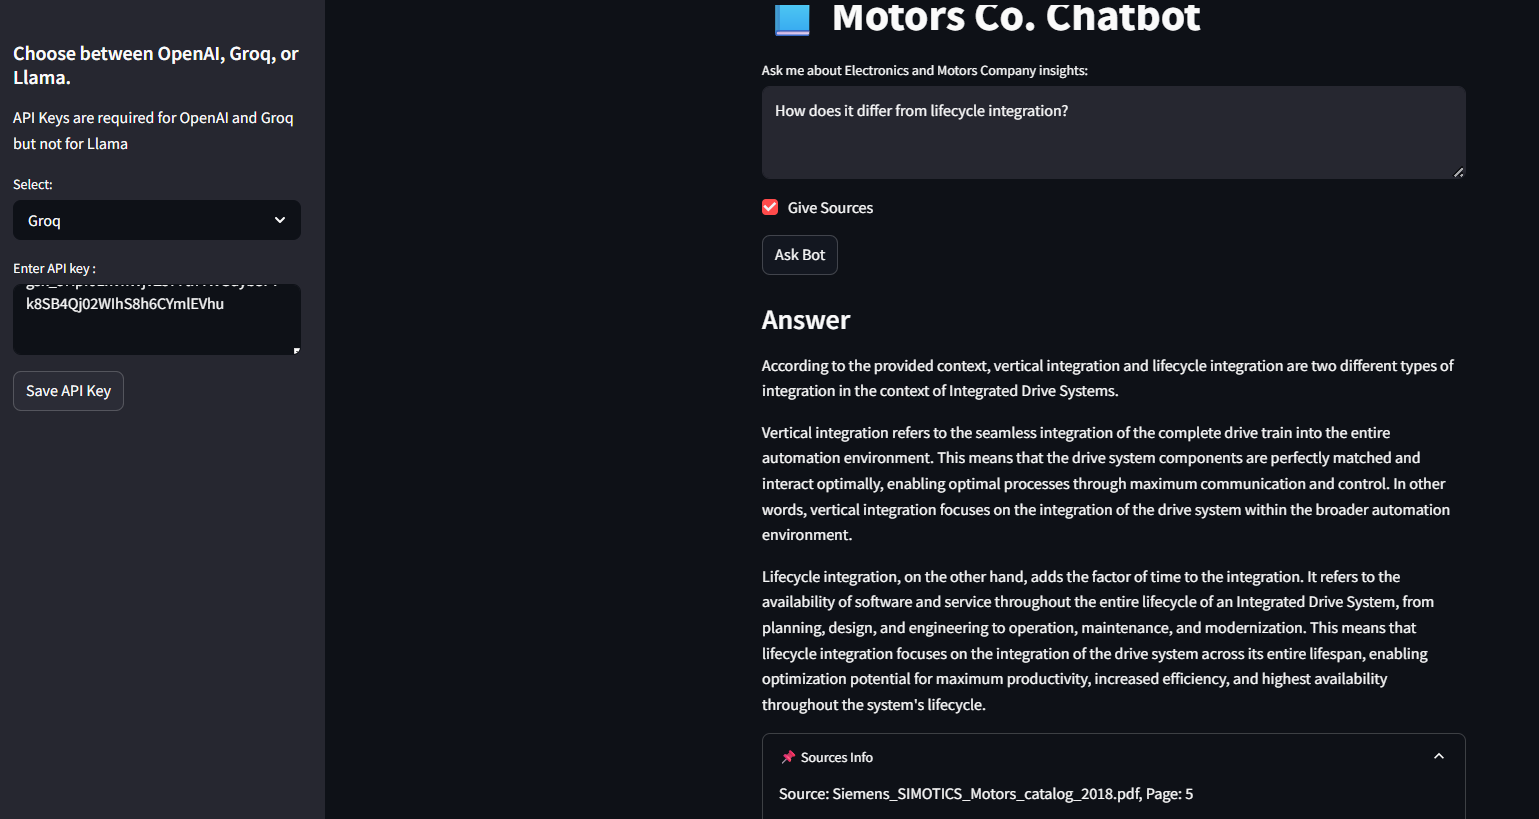 Choose between OpenAI, Groq, or
Llama.
API Keys are required for OpenAI and Groq
but not for Llama
Select:
Groq
Enter API key :
k8SB4Qj02WIhS8h6CYmlEVhu
Save API Key
Motors Co. Chatbot
Ask me about Electronics and Motors Company insights:
How does it differ from lifecycle integration?
Give Sources
Ask Bot
Answer
According to the provided context, vertical integration and lifecycle integration are two different types of
integration in the context of Integrated Drive Systems.
Vertical integration refers to the seamless integration of the complete drive train into the entire
automation environment. This means that the drive system components are perfectly matched and
interact optimally, enabling optimal processes through maximum communication and control. In other
words, vertical integration focuses on the integration of the drive system within the broader automation
environment.
Lifecycle integration, on the other hand, adds the factor of time to the integration. It refers to the
availability of software and service throughout the entire lifecycle of an Integrated Drive System, from
planning, design, and engineering to operation, maintenance, and modernization. This means that
lifecycle integration focuses on the integration of the drive system across its entire lifespan, enabling
optimization potential for maximum productivity, increased efficiency, and highest availability
throughout the system's lifecycle.
Sources Info
Source: Siemens_SIMOTICS_Motors_catalog_2018.pdf, Page: 5